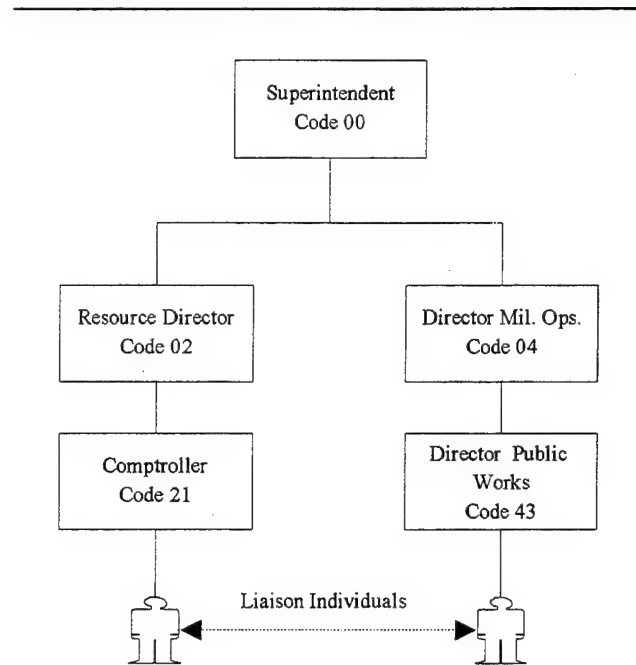 Superintendent
Code 00
Resource Director
Code 02
Director Mil. Ops.
Code 04
Comptroller
Code 21
Director Public
Works
Code 43
Liaison Individuals